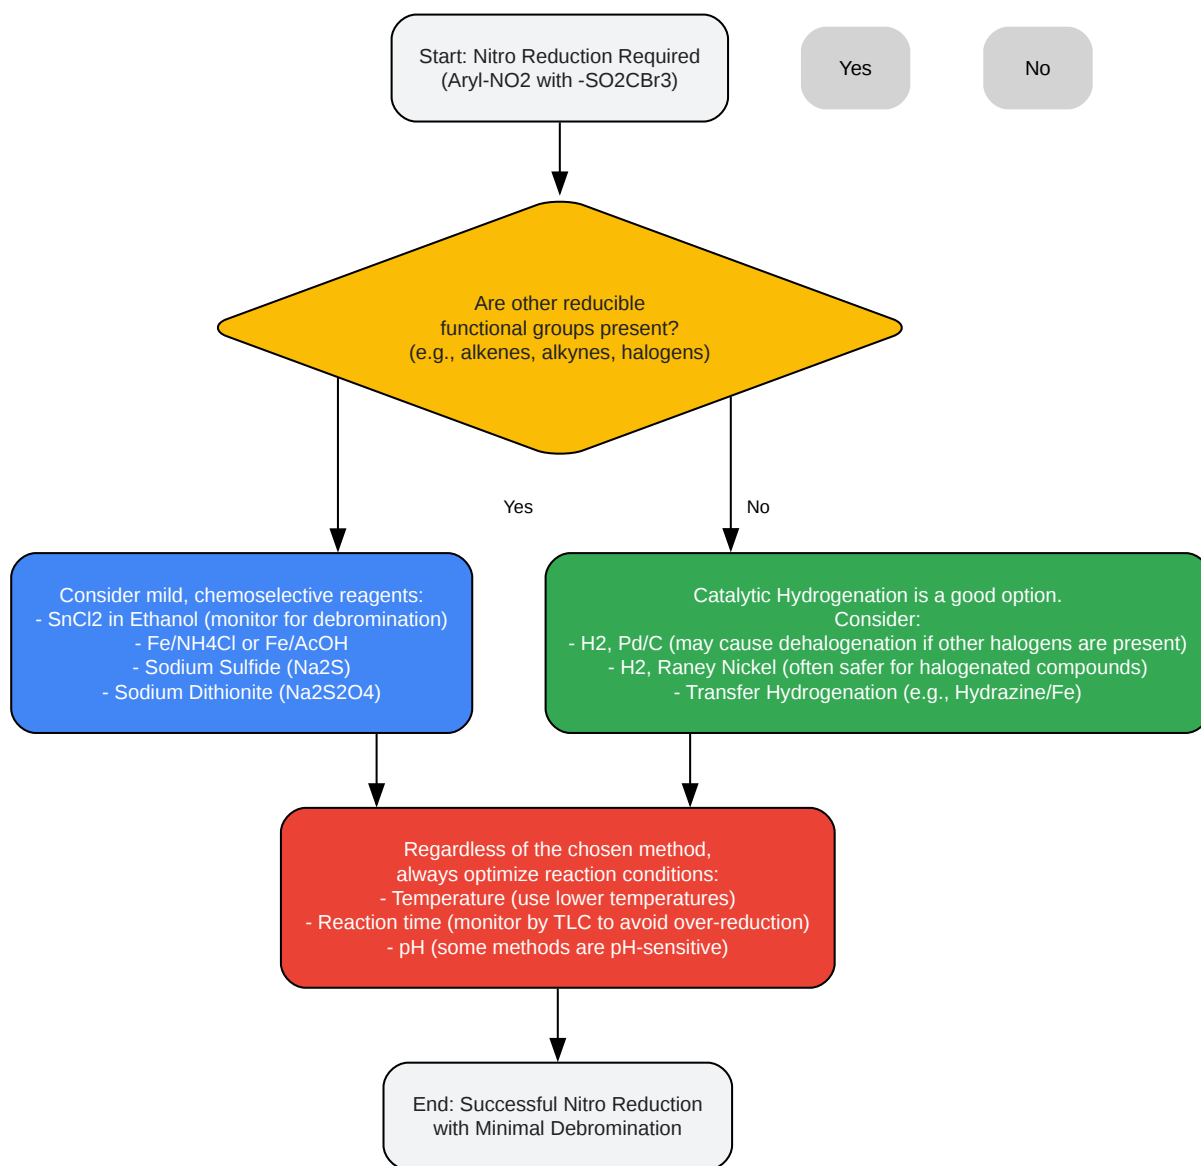 Start: Nitro Reduction Required
(Aryl-NO2 with -SO2CBr3)
Yes
No
Are other reducible
functional groups present?
(e.g., alkenes, alkynes, halogens)
Yes
No
Consider mild, chemoselective reagents:
- SnCl2 in Ethanol (monitor for debromination)
- Fe/NH4Cl or Fe/AcOH
- Sodium Sulfide (Na2S)
- Sodium Dithionite (Na2S2O4)
Catalytic Hydrogenation is a good option.
Consider:
- H2, Pd/C (may cause dehalogenation if other halogens are present)
- H2, Raney Nickel (often safer for halogenated compounds)
- Transfer Hydrogenation (e.g., Hydrazine/Fe)
Regardless of the chosen method,
always optimize reaction conditions:
- Temperature (use lower temperatures)
- Reaction time (monitor by TLC to avoid over-reduction)
- pH (some methods are pH-sensitive)
End: Successful Nitro Reduction
with Minimal Debromination